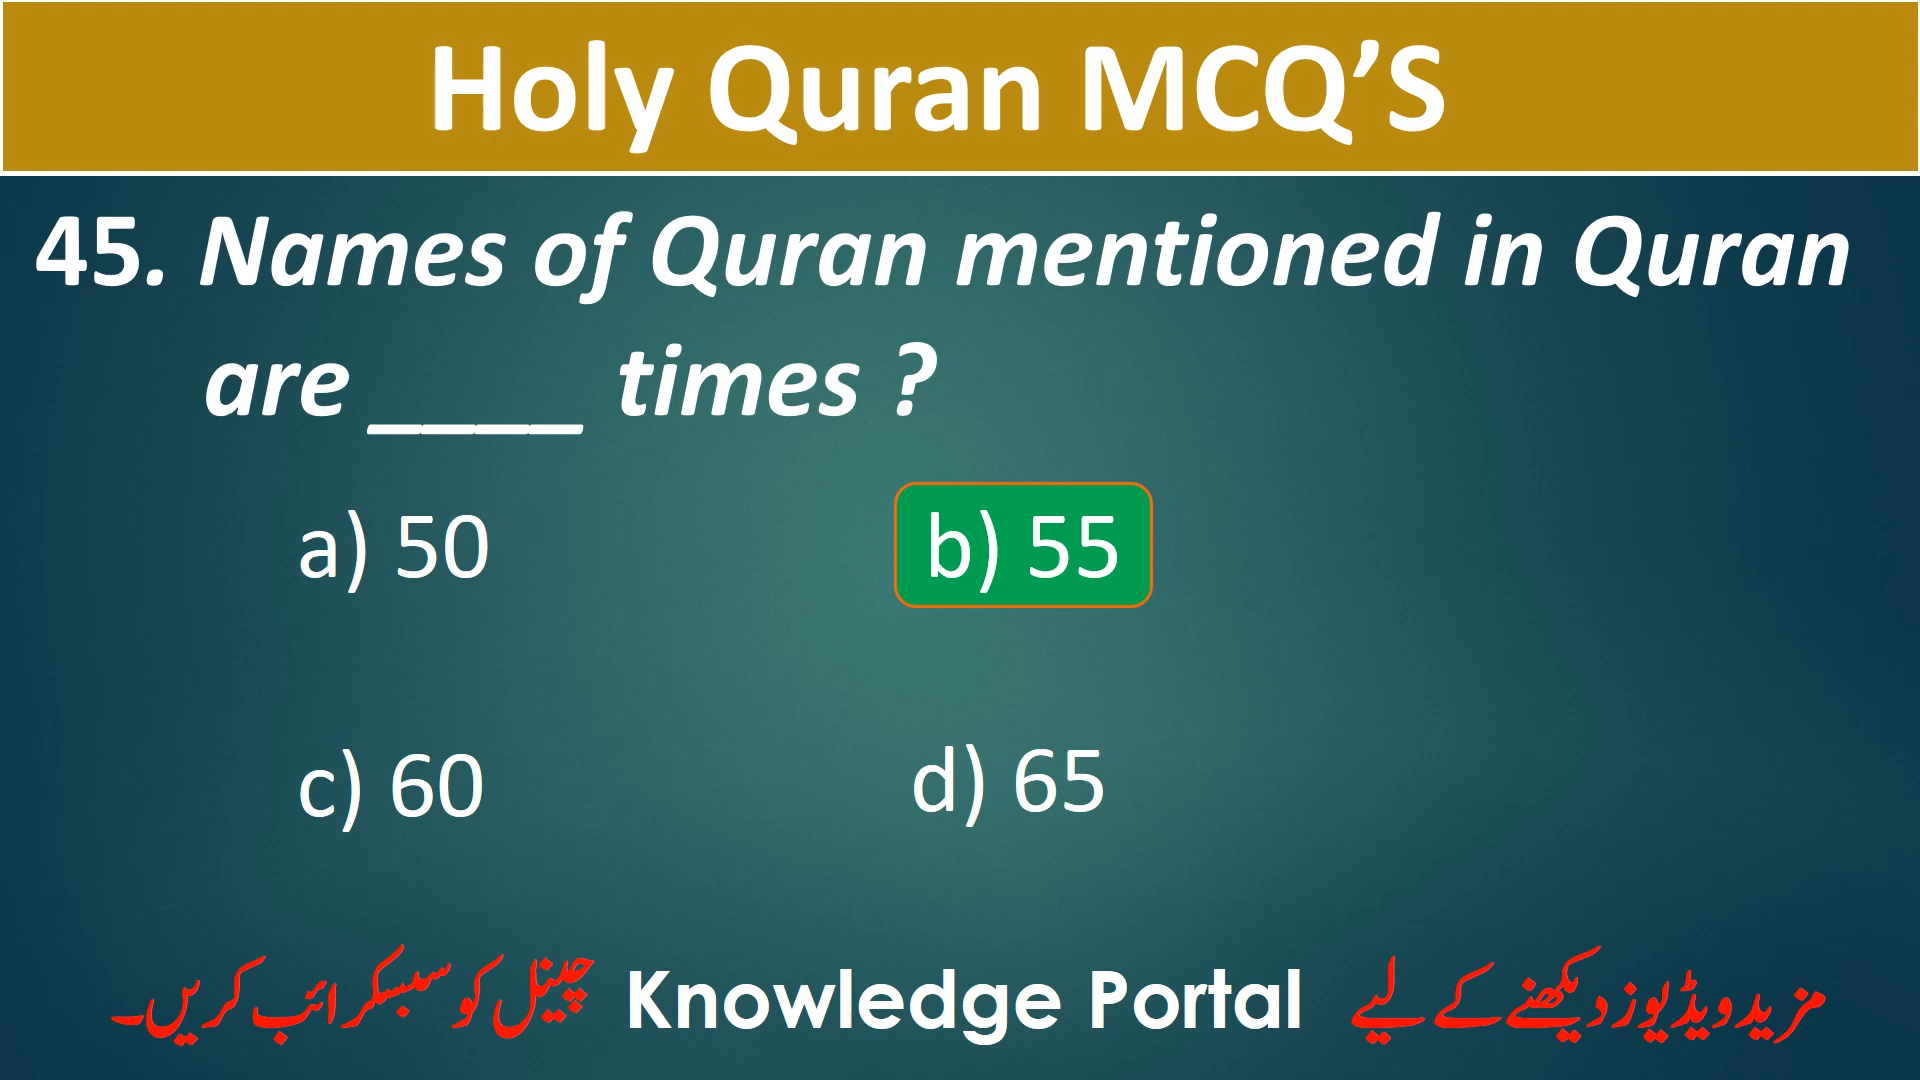 Holy Quran MCQ’S
45. Names of Quran mentioned in Quran
are ____ times ?
a) 50
b) 55
c) 60
d) 65
مزید ویڈیوز دیکھنے کے لیے Knowledge Portal چینل کو سبسکرائب کریں۔